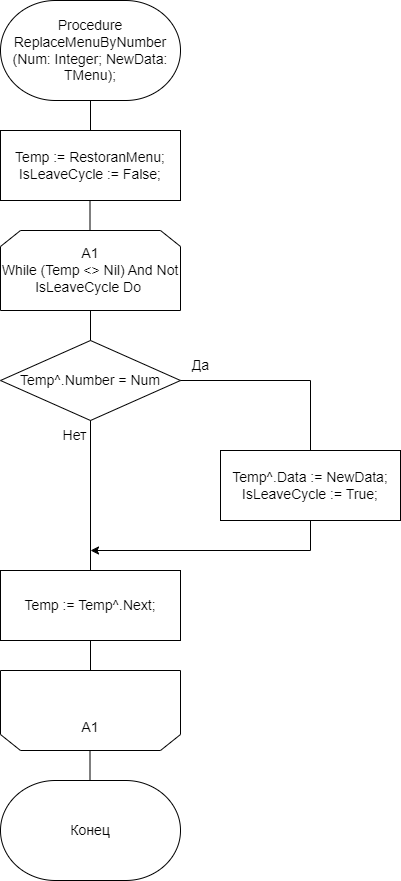 Procedure
ReplaceMenuByNumber
(Num: Integer; NewData:
TMenu);
Temp := RestoranMenu;
IsLeaveCycle := False;
A1
While (Temp <> Nil) And Not
IsLeaveCycle Do
Temp^.Number = Num
Да
Нет
Temp^.Data := NewData;
IsLeaveCycle := True;
Temp := Temp^.Next;
A1
Конец